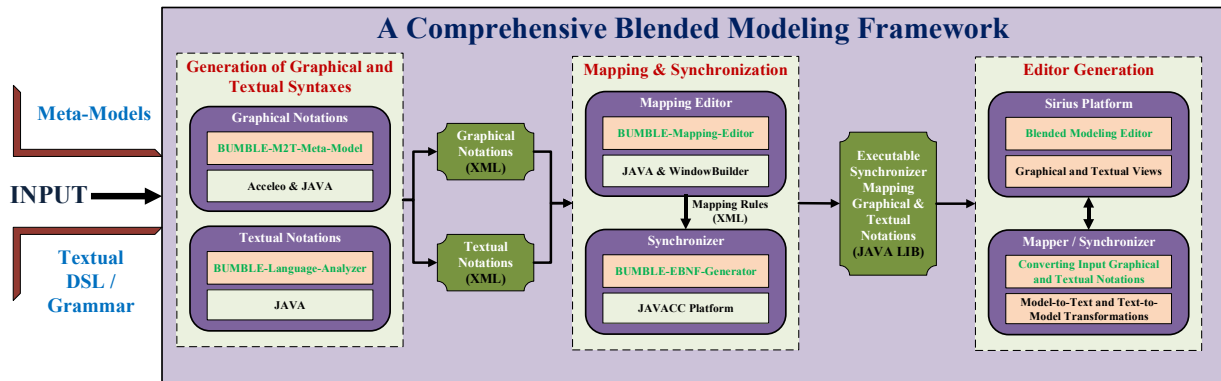 A Comprehensive Blended Modeling Framework
Meta-Models
INPUT
Textual
DSL /
Grammar
Generation of Graphical and
Textual Syntaxes
Graphical Notations
BUMBLE-M2T-Meta-Model
Acceleo & JAVA
Textual Notations
BUMBLE-Language-Analyzer
JAVA
Graphical
Notations
(XML)
Textual
Notations
(XML)
Mapping & Synchronization
Mapping Editor
BUMBLE-Mapping-Editor
JAVA & WindowBuilder
Mapping Rules
(XML)
Synchronizer
BUMBLE-EBNF-Generator
JAVACC Platform
Executable
Synchronizer
Mapping
Graphical &
Textual
Notations
(JAVA LIB)
Editor Generation
Sirius Platform
Blended Modeling Editor
Graphical and Textual Views
Mapper / Synchronizer
Converting Input Graphical
and Textual Notations
Model-to-Text and Text-to-
Model Transformations